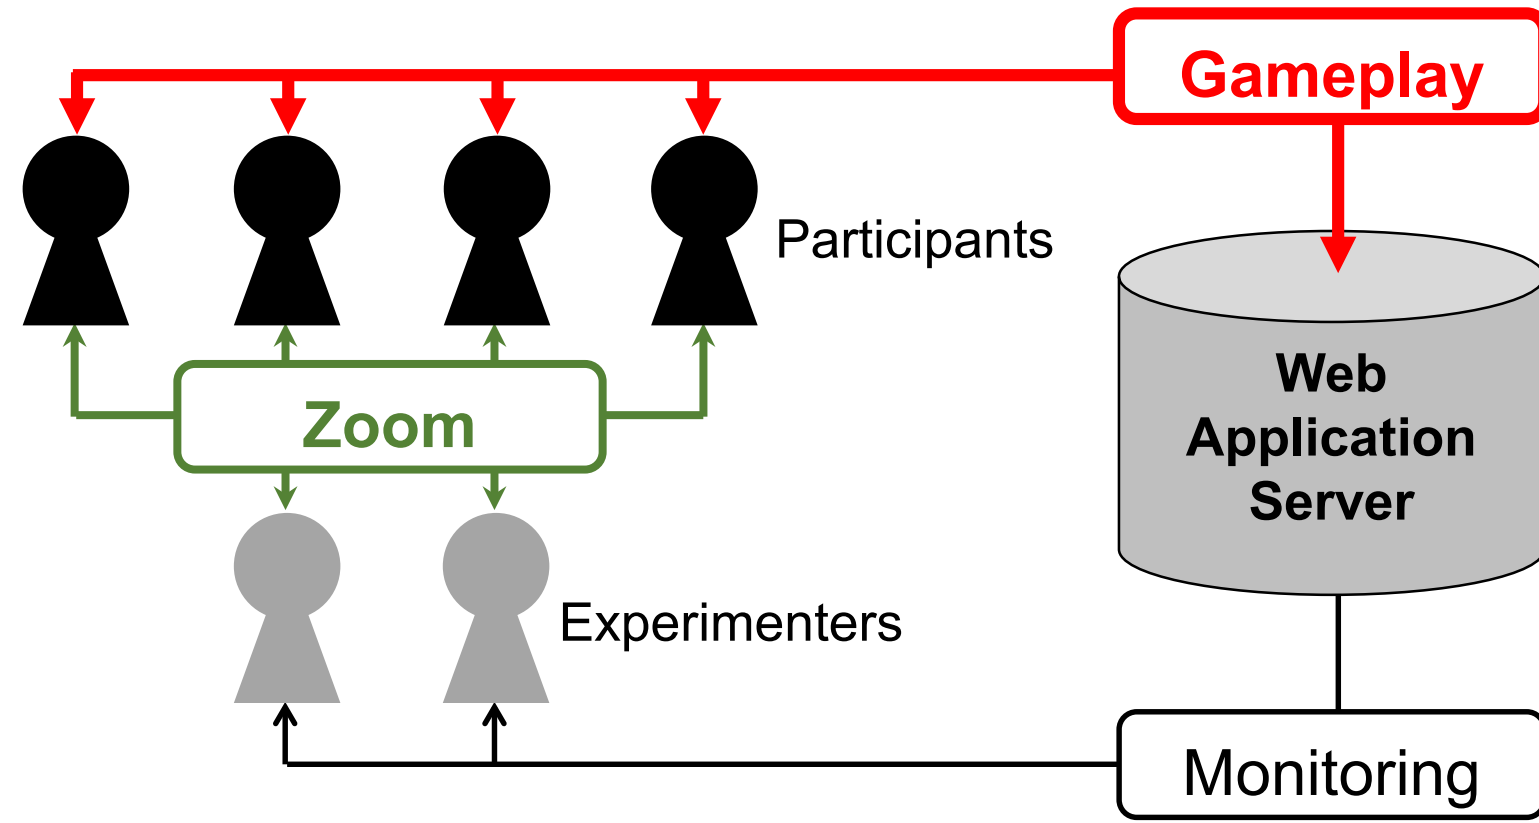 Gameplay
Participants
Web
Application
Server
Zoom
Experimenters
Monitoring